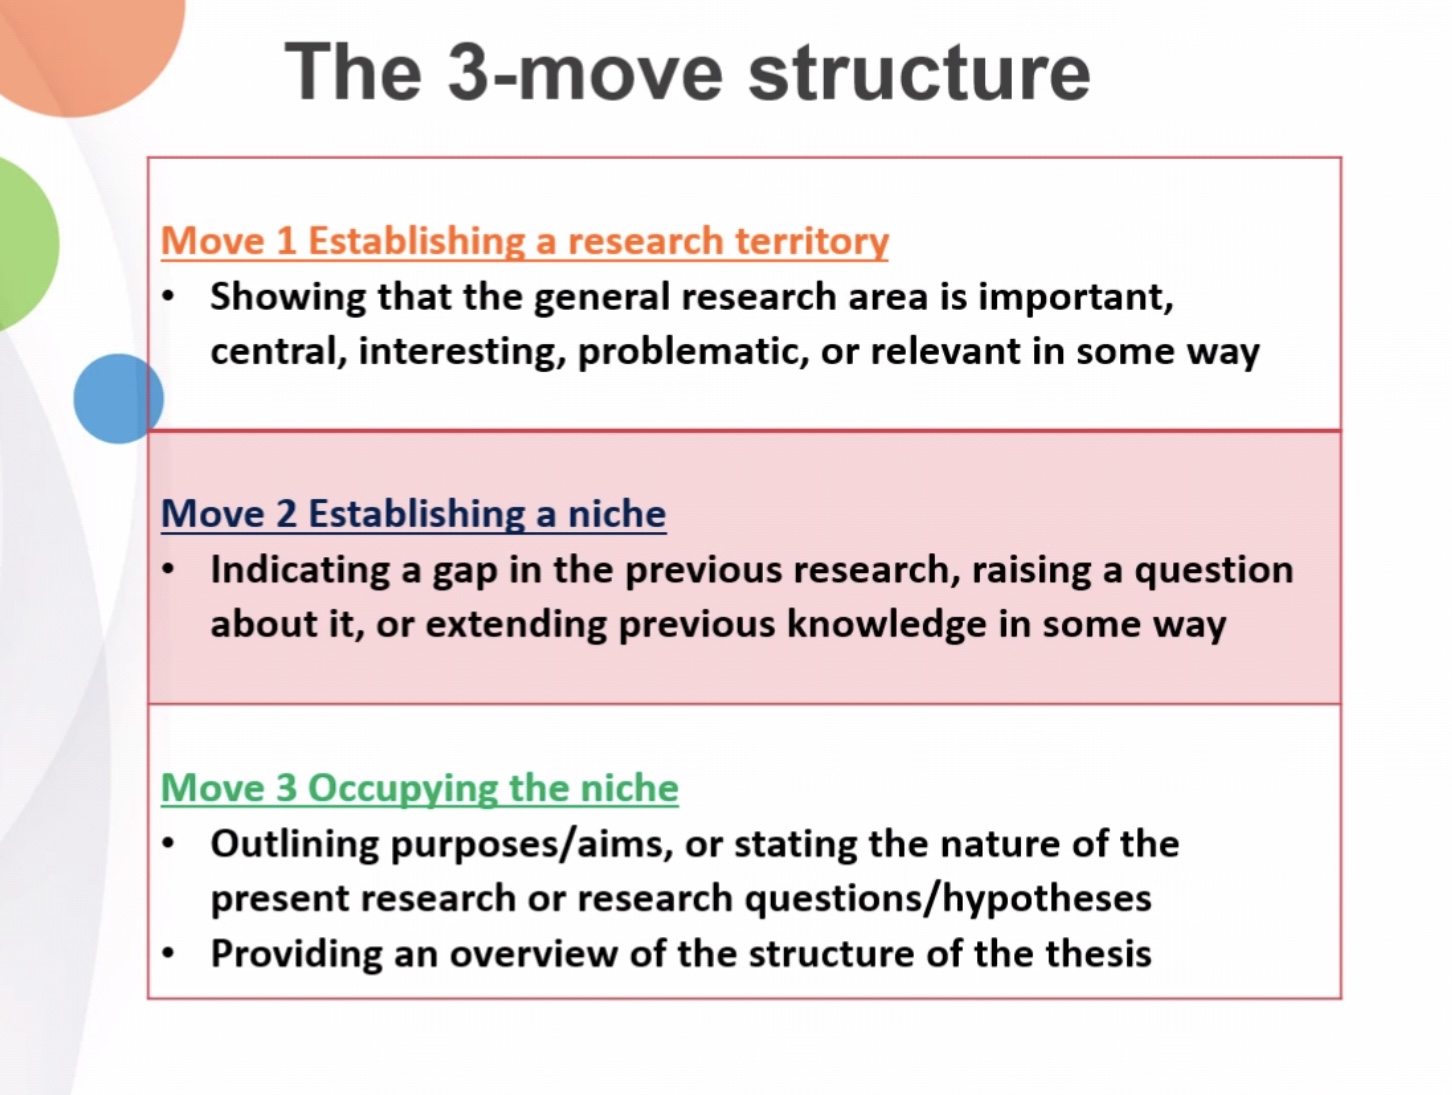 The 3-move structure
Move 1 Establishing a research territory
• Showing that the general research area is important,
central, interesting, problematic, or relevant in some way
Move 2 Establishing a niche
• Indicating a gap in the previous research, raising a question
about it, or extending previous knowledge in some way
Move 3 Occupying the niche
• Outlining purposes/aims, or stating the nature of the
present research or research questions/hypotheses
• Providing an overview of the structure of the thesis